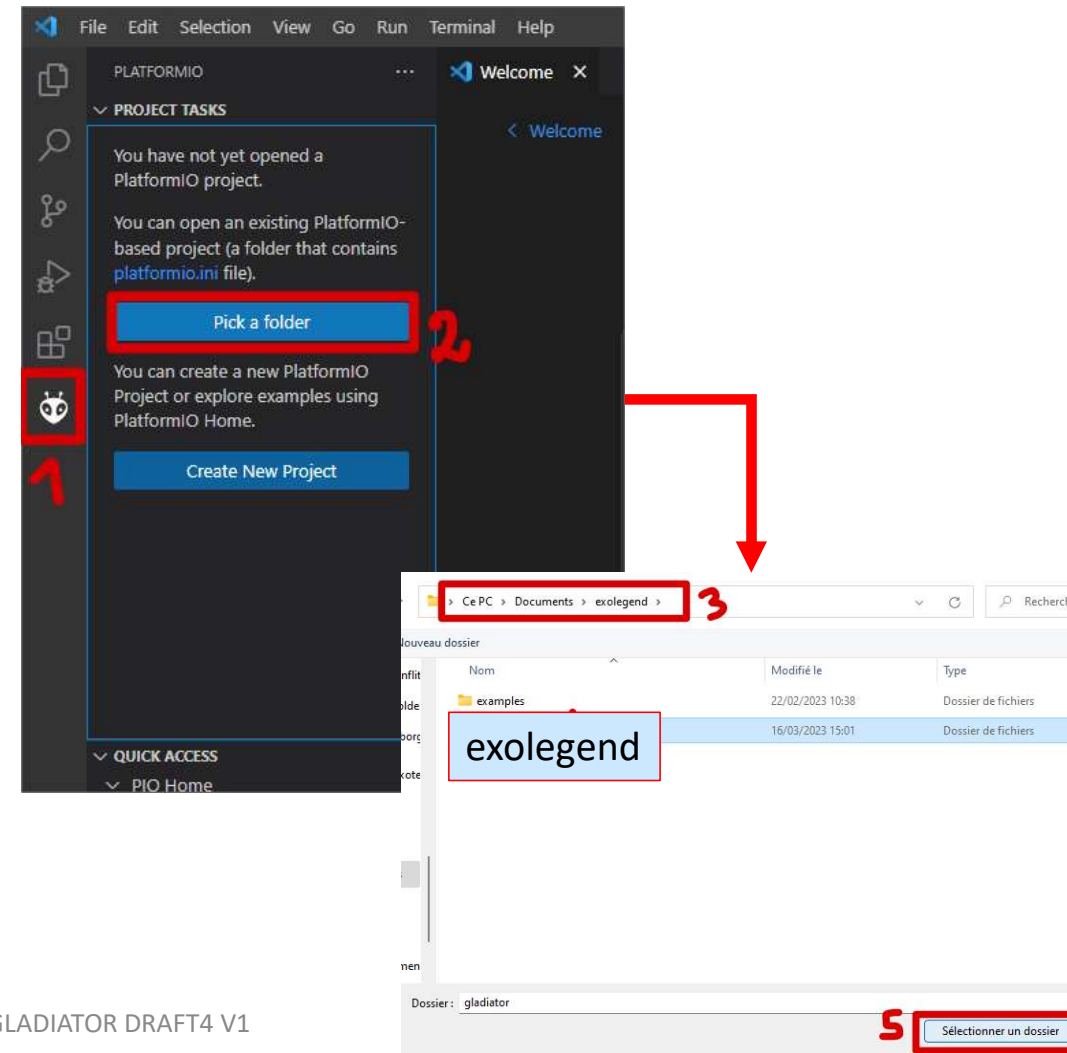 File Edit Selection View Go Run Terminal Help
PLATFORMIO ...
Welcome
PROJECT TASKS
< Welcome
You have not yet opened a
PlatformIO project.
You can open an existing PlatformIO-
based project (a folder that contains
platformio.ini file).
Pick a folder
2
You can create a new PlatformIO
Project or explore examples using
PlatformIO Home.
1
Create New Project
QUICK ACCESS
PIO Home
> Ce PC > Documents > exolegend >
3
Recherch
Nouveau dossier
Nom Modifié le Type
examples 22/02/2023 10:38 Dossier de fichiers
exolegend
16/03/2023 15:01 Dossier de fichiers
Dossier : gladiator
GLADIATOR DRAFT4 V1
5
Sélectionner un dossier